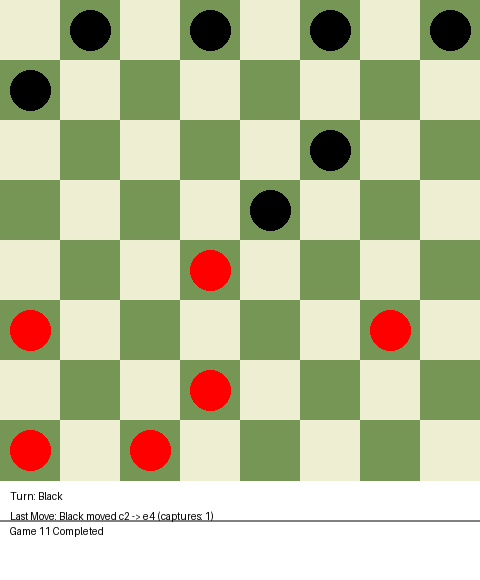 Turn: Black
Last Move: Black moved c2 -> e4 (captures: 1)
Game 11 Completed